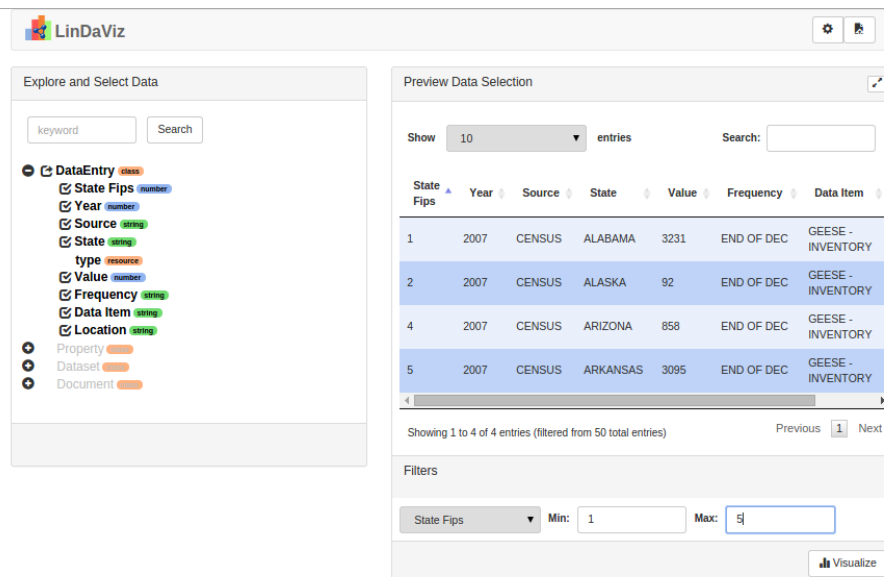 LinDaViz
Explore and Select Data
keyword Search
DataEntry class
State Fips number
Year number
Source string
State string
type resource
Value number
Frequency string
Data Item string
Location string
Property
Dataset
Document
Preview Data Selection
Show 10 entries Search:
State Fips Year Source State Value Frequency Data Item
1 2007 CENSUS ALABAMA 3231 END OF DEC GEESE - INVENTORY
2 2007 CENSUS ALASKA 92 END OF DEC GEESE - INVENTORY
4 2007 CENSUS ARIZONA 858 END OF DEC GEESE - INVENTORY
5 2007 CENSUS ARKANSAS 3095 END OF DEC GEESE - INVENTORY
Showing 1 to 4 of 4 entries (filtered from 50 total entries) Previous 1 Next
Filters
State Fips Min: 1 Max: 5
Visualize